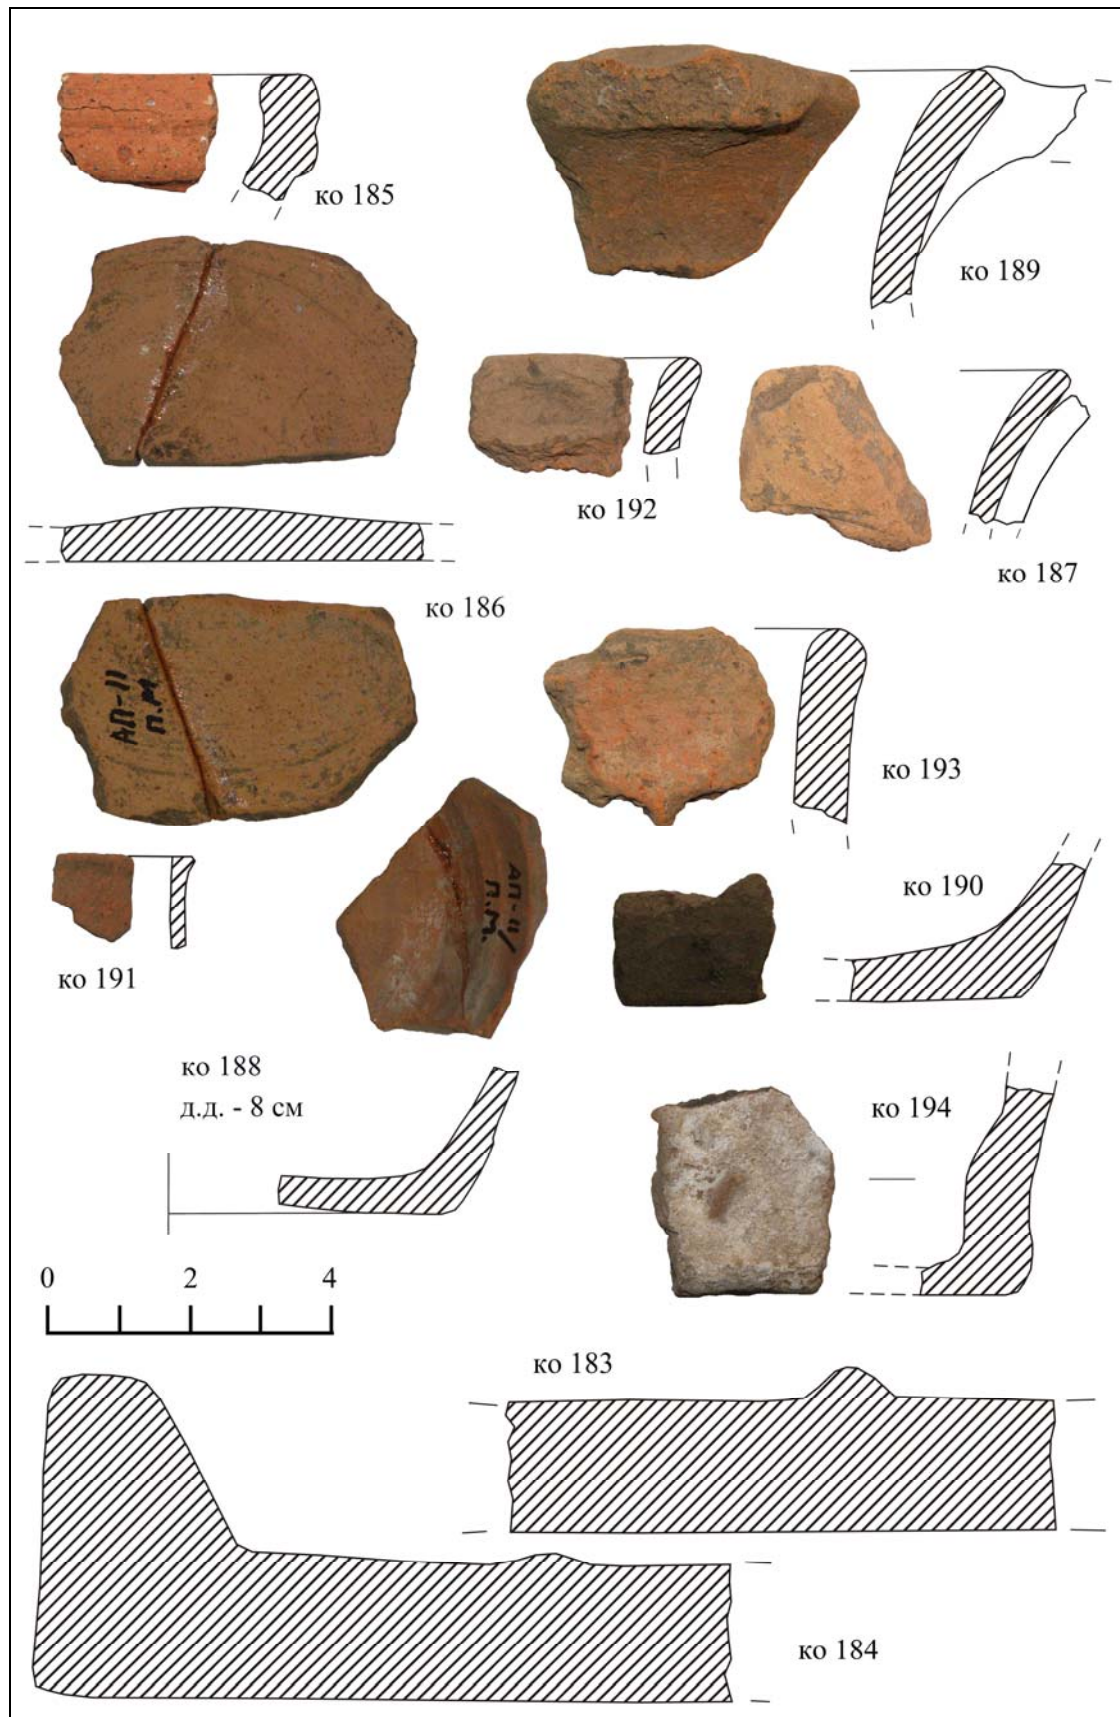 ко 185
ко 189
ко 192
ко 187
ко 186
АП-11
П.М
ко 193
ко 190
АП-11/
П.М.
ко 191
ко 188
д.д. - 8 см
ко 194
0 2 4
ко 183
ко 184